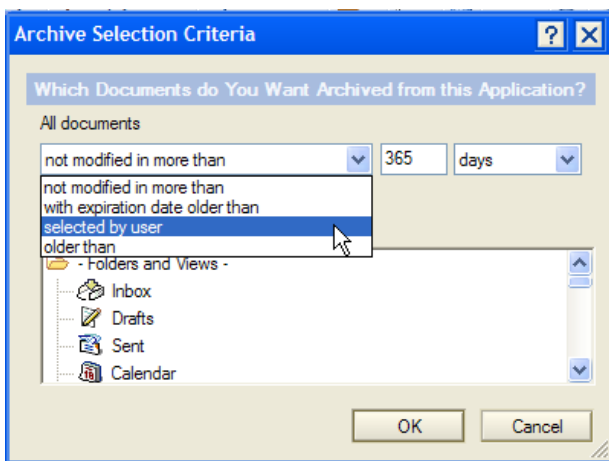 Archive Selection Criteria
Which Documents do You Want Archived from this Application?
All documents
not modified in more than 365 days
not modified in more than
with expiration date older than
selected by user
older than
- Folders and Views -
Inbox
Drafts
Sent
Calendar
OK Cancel